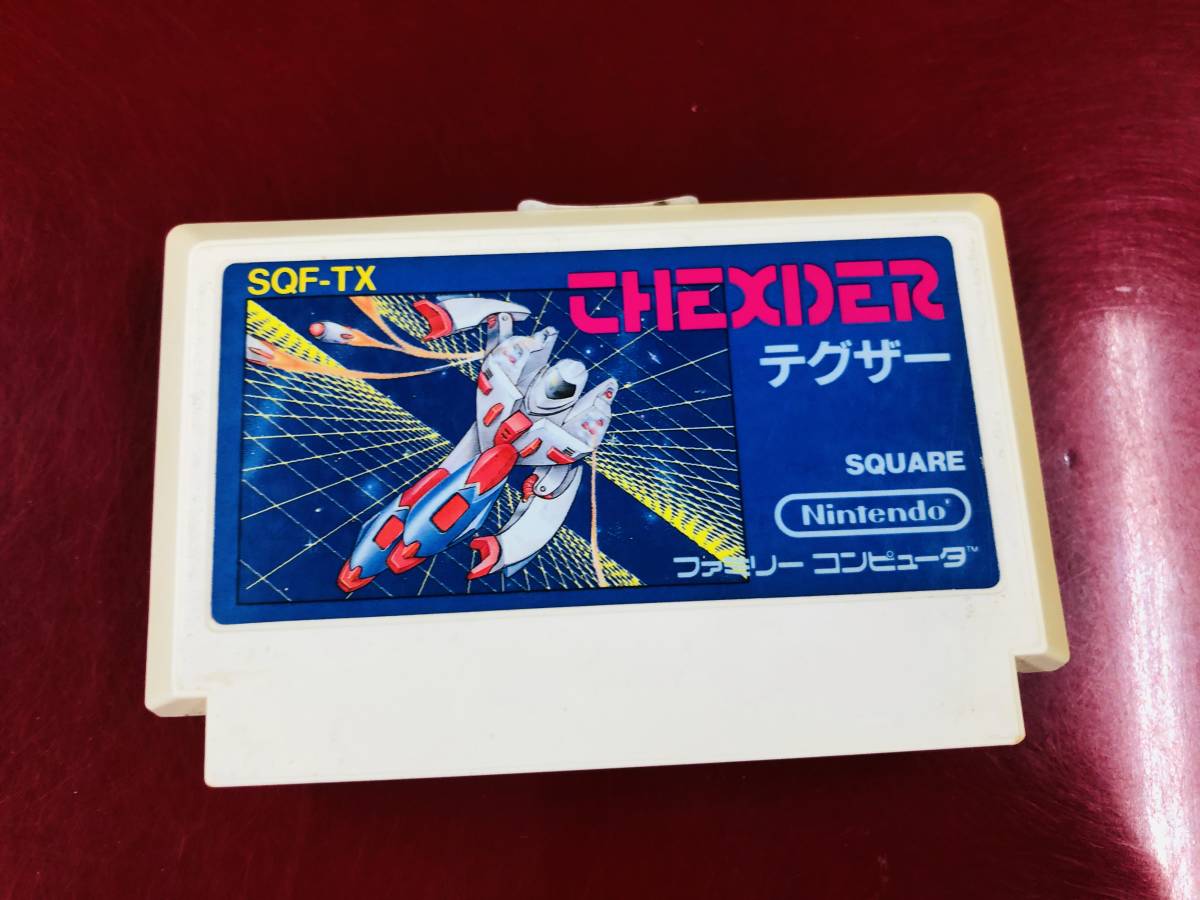 SQF-TX
THEXDER
テグザー
SQUARE
Nintendo®
ファミリー コンピュータ™